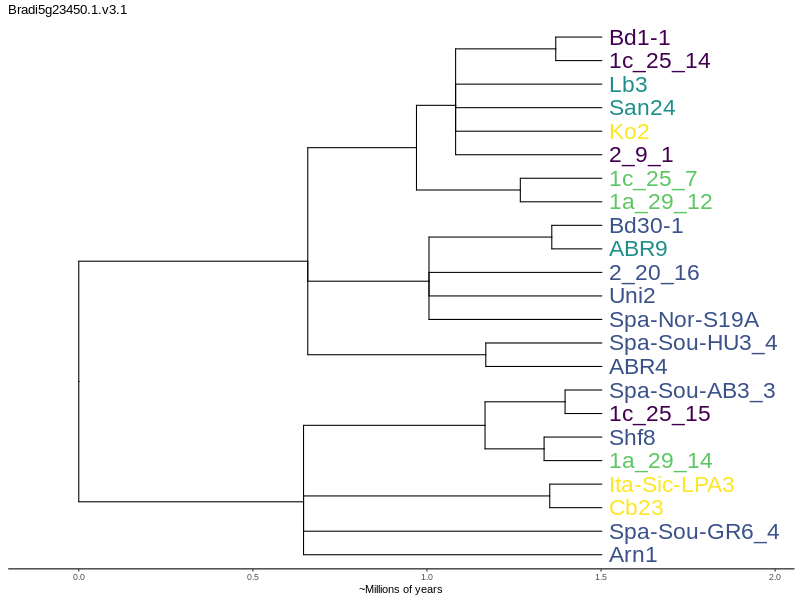 Bradi5g23450.1.v3.1
Bd1-1
1c_25_14
Lb3
San24
Ko2
2_9_1
1c_25_7
1a_29_12
Bd30-1
ABR9
2_20_16
Uni2
Spa-Nor-S19A
Spa-Sou-HU3_4
ABR4
Spa-Sou-AB3_3
1c_25_15
Shf8
1a_29_14
Ita-Sic-LPA3
Cb23
Spa-Sou-GR6_4
Arn1
0.0 0.5 1.0 1.5 2.0
~Millions of years